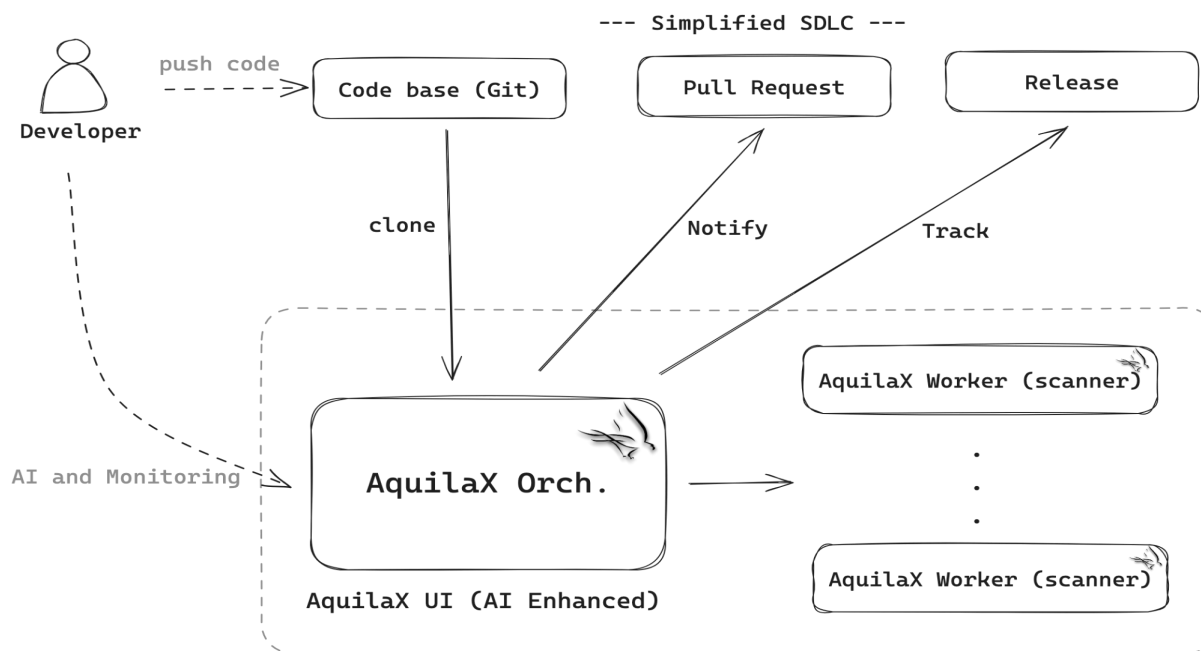 --- Simplified SDLC ---
push code
Code base (Git)
Pull Request
Release
Developer
clone
Notify
Track
AquilaX Worker (scanner)
AI and Monitoring
AquilaX Orch.
.
.
.
AquilaX Worker (scanner)
AquilaX UI (AI Enhanced)